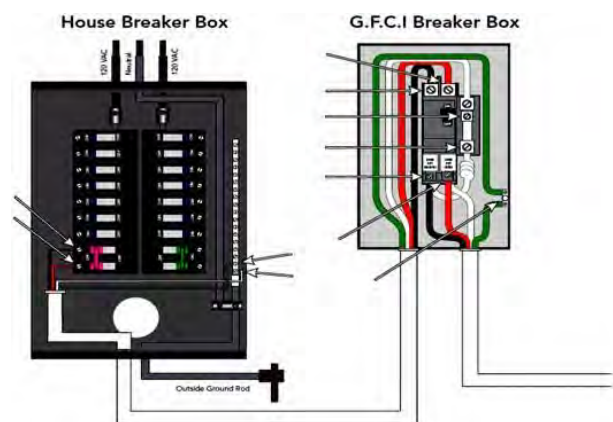 House Breaker Box
G.F.C.I Breaker Box
120 VAC
Neutral
120 VAC
Outside Ground Rod